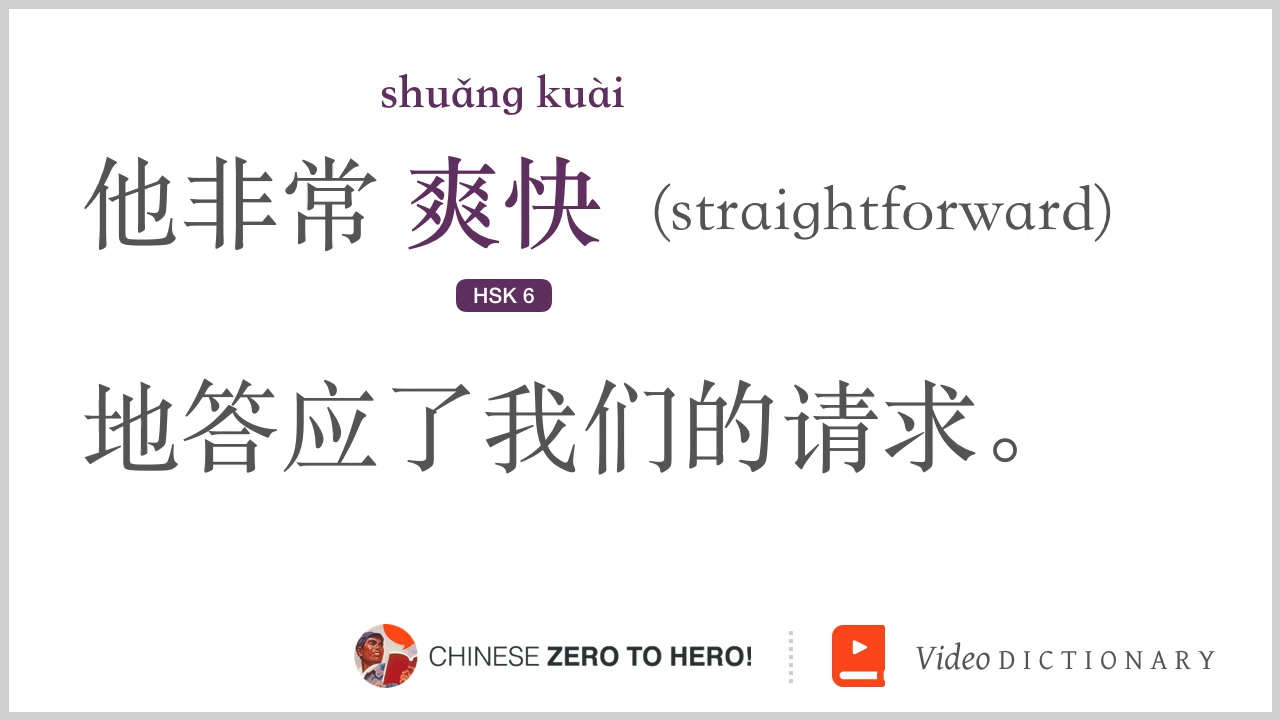 shuǎng kuài
他非常 爽快 (straightforward)
HSK 6
地答应了我们的请求。
CHINESE ZERO TO HERO!
Video DICTIONARY